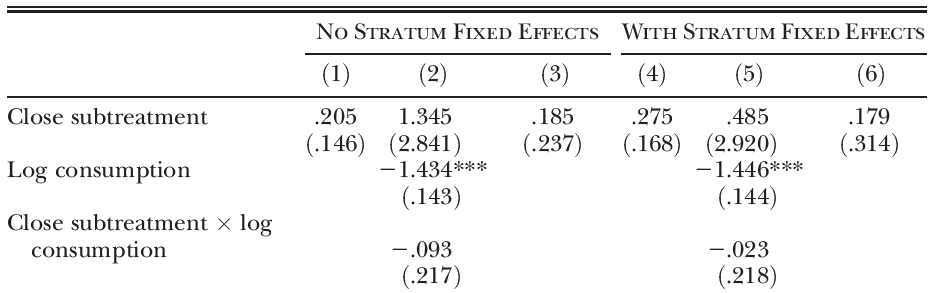 NO STRATUM FIXED EFFECTS WITH STRATUM FIXED EFFECTS
(1) (2) (3) (4) (5) (6)
Close subtreatment .205 1.345 .185 .275 .485 .179
(.146) (2.841) (.237) (.168) (2.920) (.314)
Log consumption −1.434*** −1.446***
(.143) (.144)
Close subtreatment × log
consumption −.093 −.023
(.217) (.218)